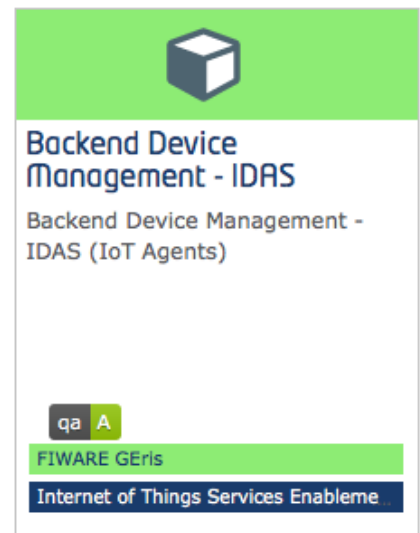 Backend Device
Management - IDAS
Backend Device Management -
IDAS (IoT Agents)
qa A
FIWARE GEris
Internet of Things Services Enableme...